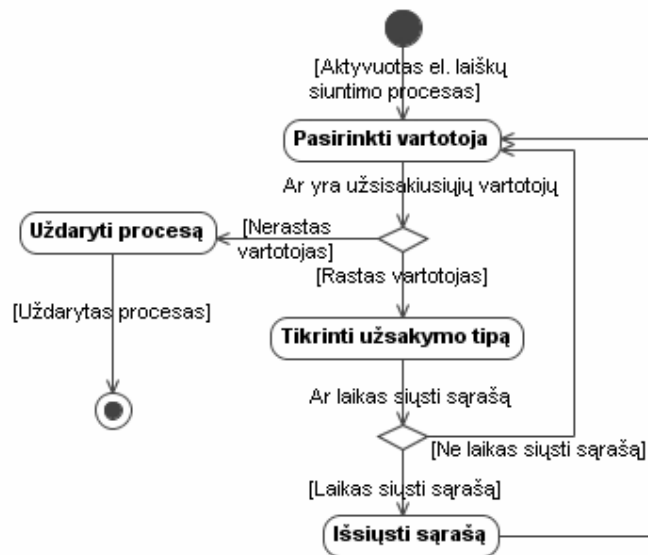 [Aktyvuotas el. laiškų
siuntimo procesas]
Pasirinkti vartotoja
Ar yra užsisakiusiųjų vartotojų
Uždaryti procesą
[Nerastas
vartotojas]
[Rastas vartotojas]
[Uždarytas procesas]
Tikrinti užsakymo tipą
Ar laikas siųsti sąrašą
[Ne laikas siųsti sąrašą]
[Laikas siųsti sąrašą]
Išsiųsti sąrašą